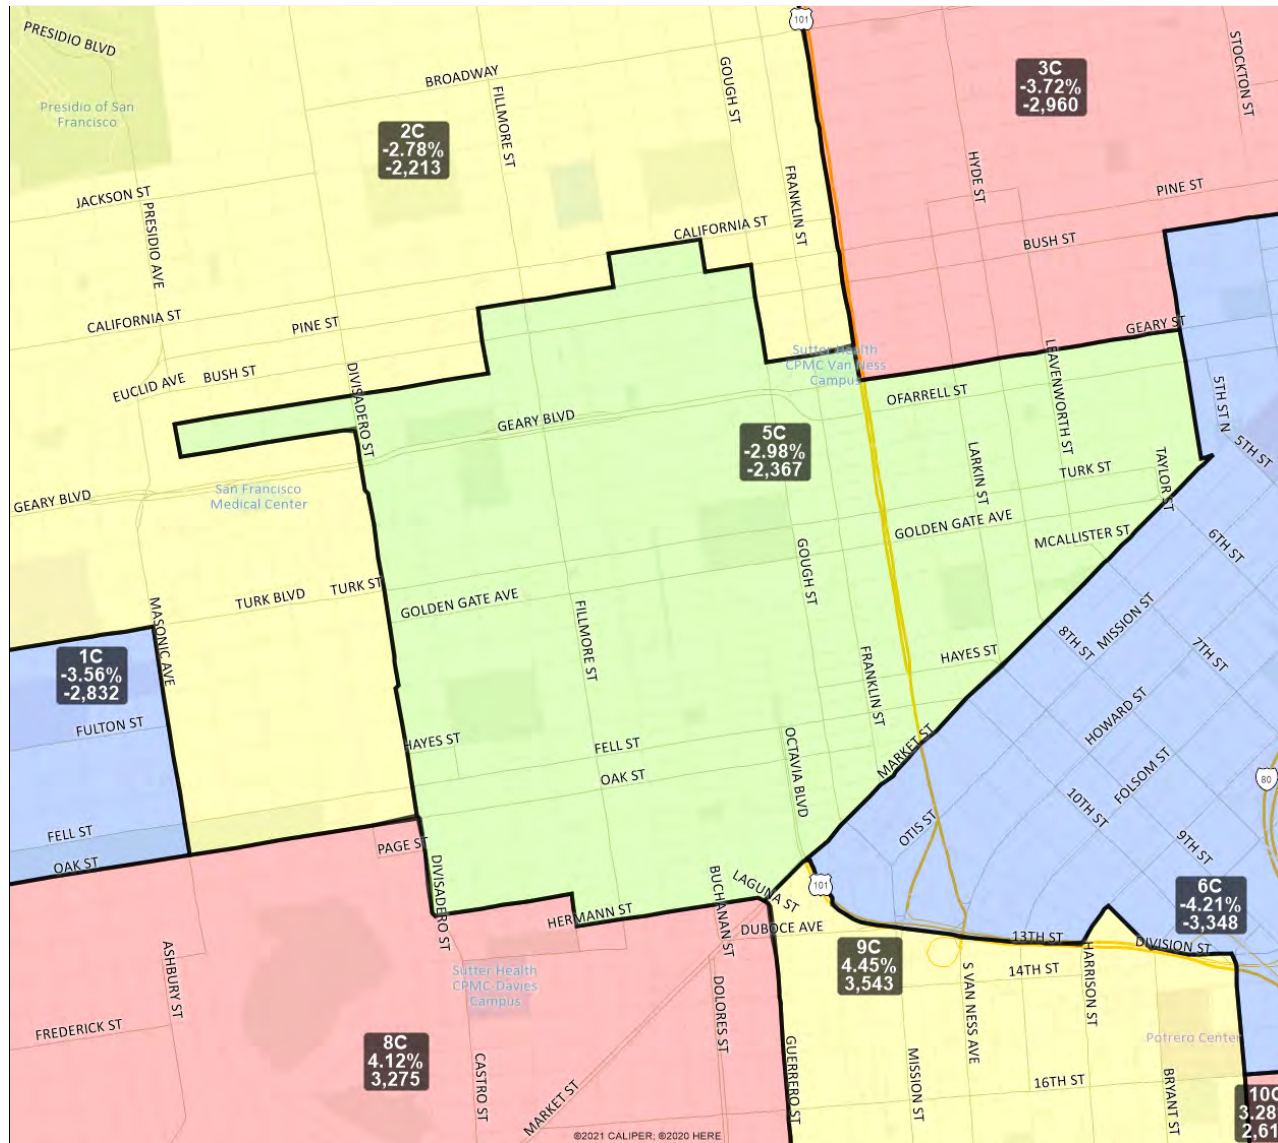 PRESIDIO BLVD
Presidio of San
Francisco
BROADWAY
FILLMORE ST
GOUGH ST
101
3C
-3.72%
-2,960
STOCKTON ST
2C
-2.78%
-2,213
JACKSON ST
PRESIDIO AVE
FRANKLIN ST
HYDE ST
PINE ST
CALIFORNIA ST
BUSH ST
CALIFORNIA ST
PINE ST
GEARY ST
EUCLID AVE
BUSH ST
DIVISADERO ST
Sutter Health
CPMC Van Ness
Campus
LEAVENWORTH ST
OFARRELL ST
5TH ST N
5TH ST
GEARY BLVD
5C
-2.98%
-2,367
LARKIN ST
TURK ST
TAYLOR ST
GEARY BLVD
San Francisco
Medical Center
GOLDEN GATE AVE
MCALLISTER ST
6TH ST
GOUGH ST
TURK BLVD
TURK ST
GOLDEN GATE AVE
MASONIC AVE
FILLMORE ST
MISSION ST
8TH ST
7TH ST
1C
-3.56%
-2,832
FRANKLIN ST
HAYES ST
FULTON ST
HAYES ST
FELL ST
OAK ST
OCTAVIA BLVD
MARKET ST
HOWARD ST
FOLSOM ST
80
10TH ST
9TH ST
OTIS ST
FELL ST
OAK ST
PAGE ST
DIVISADERO ST
BUCHANAN ST
LAGUNA ST
101
6C
-4.21%
-3,348
HERMANN ST
DUBOCE AVE
13TH ST
DIVISION ST
ASHBURY ST
9C
4.45%
3,543
S VAN NESS AVE
14TH ST
HARRISON ST
Sutter Health
CPMC Davies
Campus
DOLORES ST
FREDERICK ST
8C
4.12%
3,275
CASTRO ST
MARKET ST
GUERRERO ST
MISSION ST
16TH ST
BRYANT ST
Potrero Center
10C
3.28
2,61
©2021 CALIPER; ©2020 HERE